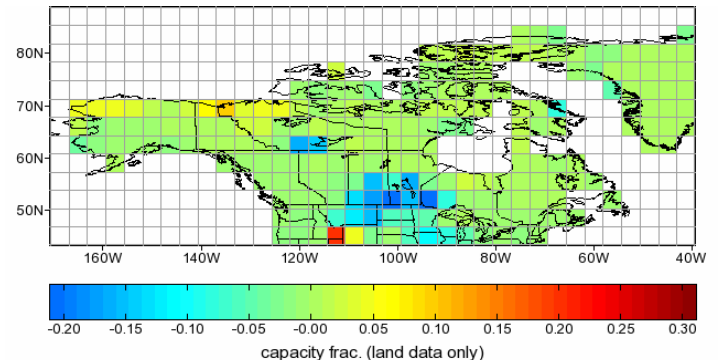 80N
70N
60N
50N
160W 140W 120W 100W 80W 60W 40W
-0.20 -0.15 -0.10 -0.05 -0.00 0.05 0.10 0.15 0.20 0.25 0.30
capacity frac. (land data only)